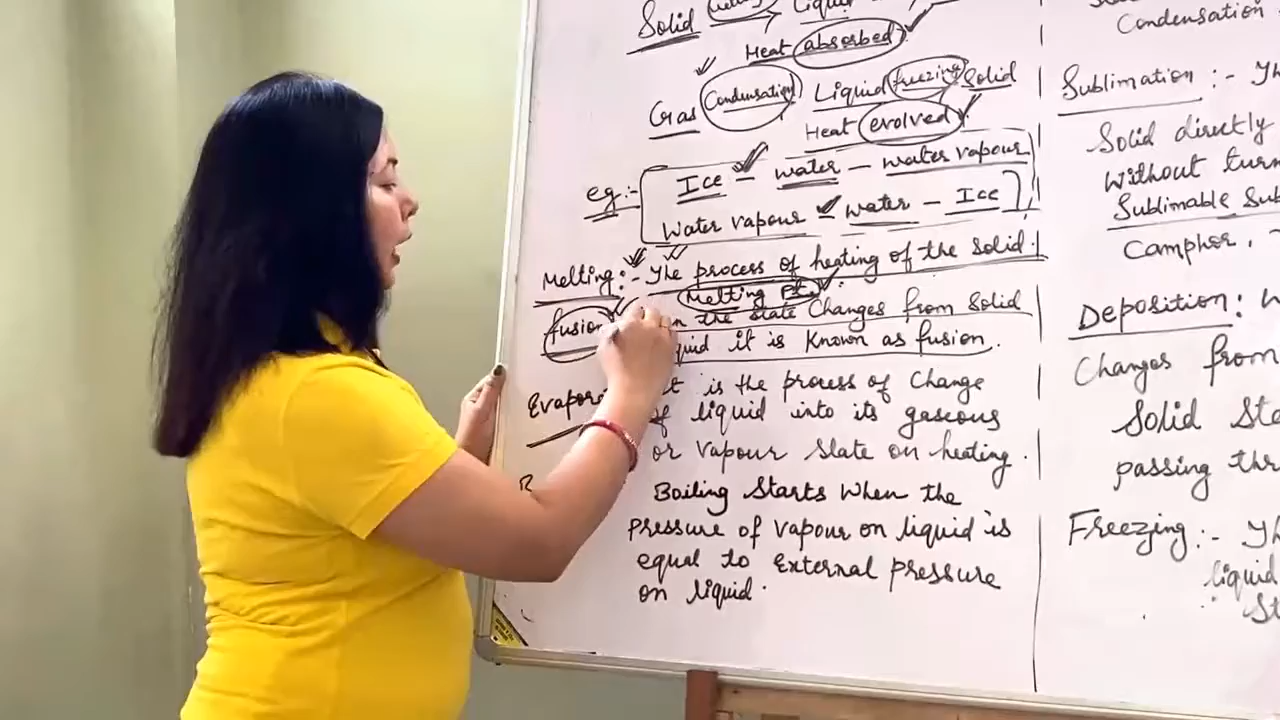 Solid Liquid
Heat absorbed
Gas Condensation Liquid freezing Solid
Heat evolved
eg:- Ice - water - water vapour
Water vapour - water - Ice
Melting:- The process of heating of the solid.
Melting Pt.
fusion the state Changes from solid
it is known as fusion.
is the process of Change
of liquid into its gaseous
or vapour state on heating.
Boiling Starts when the
pressure of vapour on liquid is
equal to External pressure
on liquid.
Condensation
Sublimation :-
Solid directly
without
Sublimable
Camphor,
Deposition:
Changes from
Solid
passing
Freezing:-
liquid